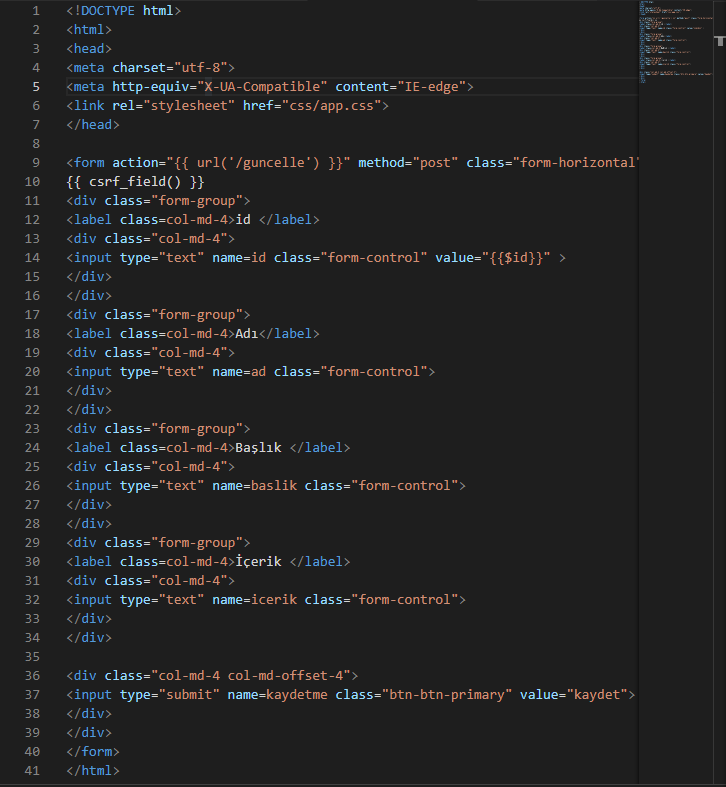 1 <!DOCTYPE html>
2 <html>
3 <head>
4 <meta charset="utf-8">
5 <meta http-equiv="X-UA-Compatible" content="IE-edge">
6 <link rel="stylesheet" href="css/app.css">
7 </head>
8
9 <form action="{{ url('/guncelle') }}" method="post" class="form-horizontal"
10 {{ csrf_field() }}
11 <div class="form-group">
12 <label class=col-md-4>id </label>
13 <div class="col-md-4">
14 <input type="text" name=id class="form-control" value="{{$id}}" >
15 </div>
16 </div>
17 <div class="form-group">
18 <label class=col-md-4>Adı</label>
19 <div class="col-md-4">
20 <input type="text" name=ad class="form-control">
21 </div>
22 </div>
23 <div class="form-group">
24 <label class=col-md-4>Başlık </label>
25 <div class="col-md-4">
26 <input type="text" name=baslik class="form-control">
27 </div>
28 </div>
29 <div class="form-group">
30 <label class=col-md-4>İçerik </label>
31 <div class="col-md-4">
32 <input type="text" name=icerik class="form-control">
33 </div>
34 </div>
35
36 <div class="col-md-4 col-md-offset-4">
37 <input type="submit" name=kaydetme class="btn-btn-primary" value="kaydet">
38 </div>
39 </div>
40 </form>
41 </html>